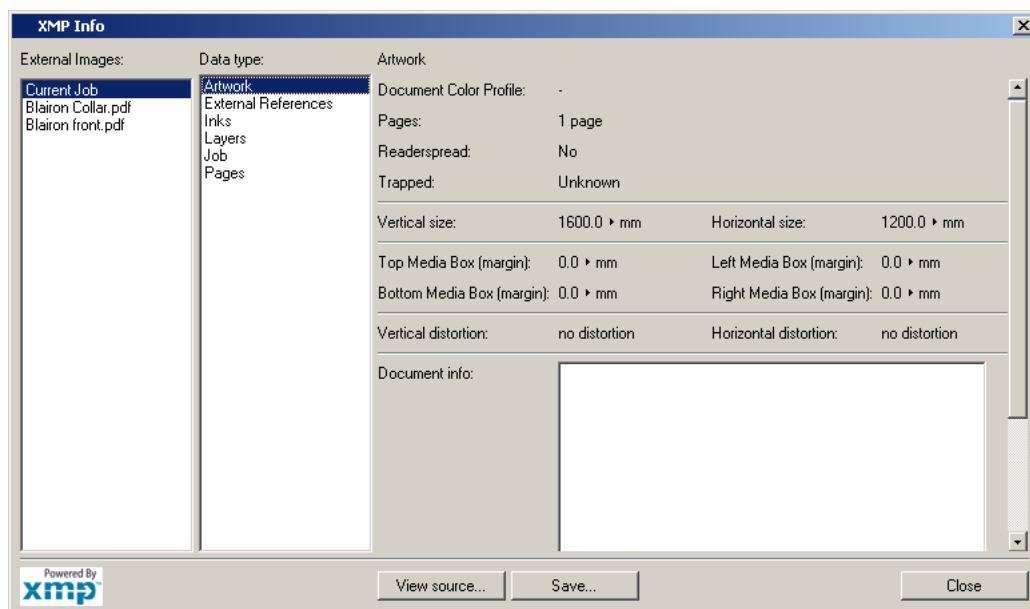 XMP Info
External Images:
Current Job
Blairon Collar.pdf
Blairon front.pdf
Data type:
Artwork
External References
Inks
Layers
Job
Pages
Artwork
Document Color Profile: -
Pages: 1 page
Readerspread: No
Trapped: Unknown
Vertical size: 1600.0 ▸ mm Horizontal size: 1200.0 ▸ mm
Top Media Box (margin): 0.0 ▸ mm Left Media Box (margin): 0.0 ▸ mm
Bottom Media Box (margin): 0.0 ▸ mm Right Media Box (margin): 0.0 ▸ mm
Vertical distortion: no distortion Horizontal distortion: no distortion
Document info:
Powered By
xmp™
View source... Save... Close